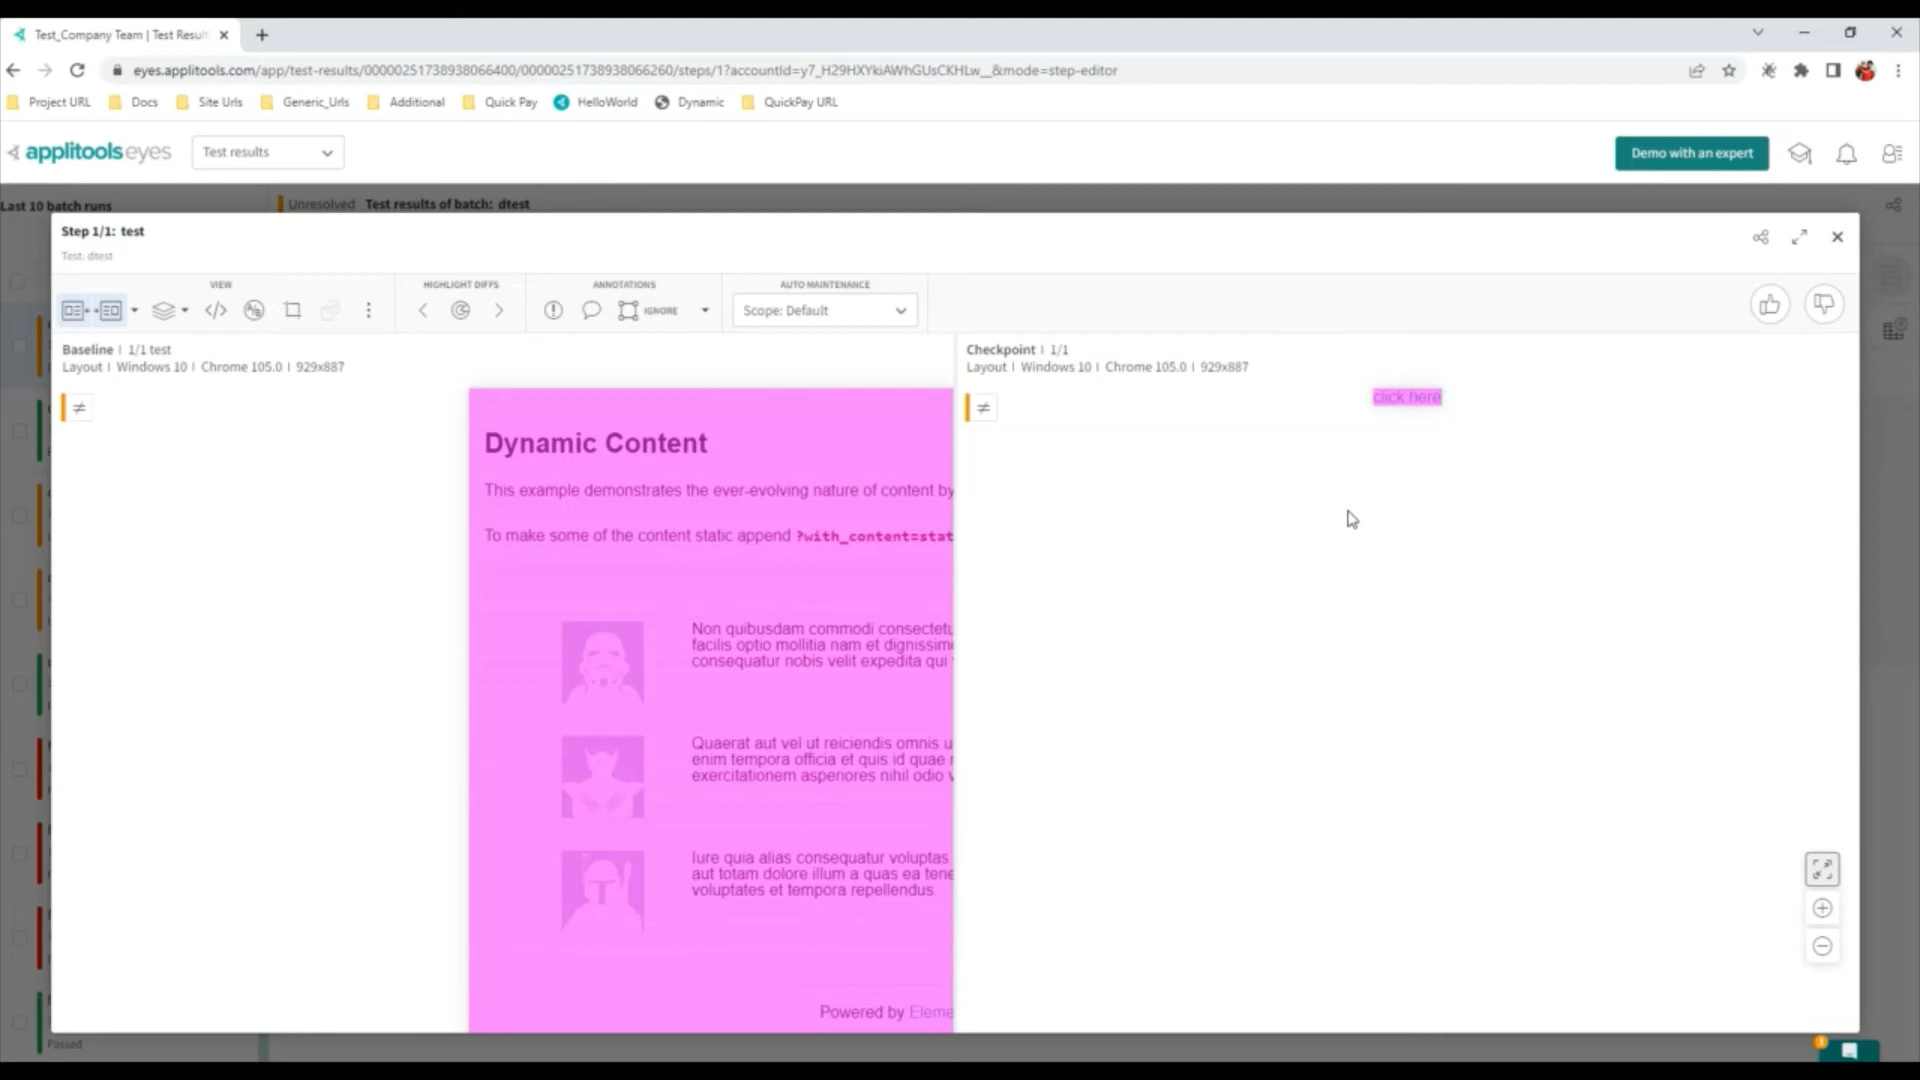 Test_Company Team | Test Resul
eyes.applitools.com/app/test-results/00000251738938066400/00000251738938066260/steps/1?accountId=y7_H29HXYkiAWhGUsCKHLw__&mode=step-editor
Project URL Docs Site Urls Generic_Urls Additional Quick Pay HelloWorld Dynamic QuickPay URL
applitools eyes Test results Demo with an expert
Last 10 batch runs Unresolved Test results of batch: dtest
Step 1/1: test
Test: dtest
VIEW HIGHLIGHT DIFFS ANNOTATIONS AUTO MAINTENANCE
IGNORE Scope: Default
Baseline | 1/1 test
Layout | Windows 10 | Chrome 105.0 | 929x887
Checkpoint | 1/1
Layout | Windows 10 | Chrome 105.0 | 929x887
≠
≠
click here
Dynamic Content
This example demonstrates the ever-evolving nature of content by
To make some of the content static append ?with_content=stat
Non quibusdam commodi consectetu
facilis optio mollitia nam et dignissim
consequatur nobis velit expedita qui
Quaerat aut vel ut reiciendis omnis u
enim tempora officia et quis id quae
exercitationem asperiores nihil odio v
Iure quia alias consequatur voluptas
aut totam dolore illum a quas ea tene
voluptates et tempora repellendus
Powered by Eleme
Passed